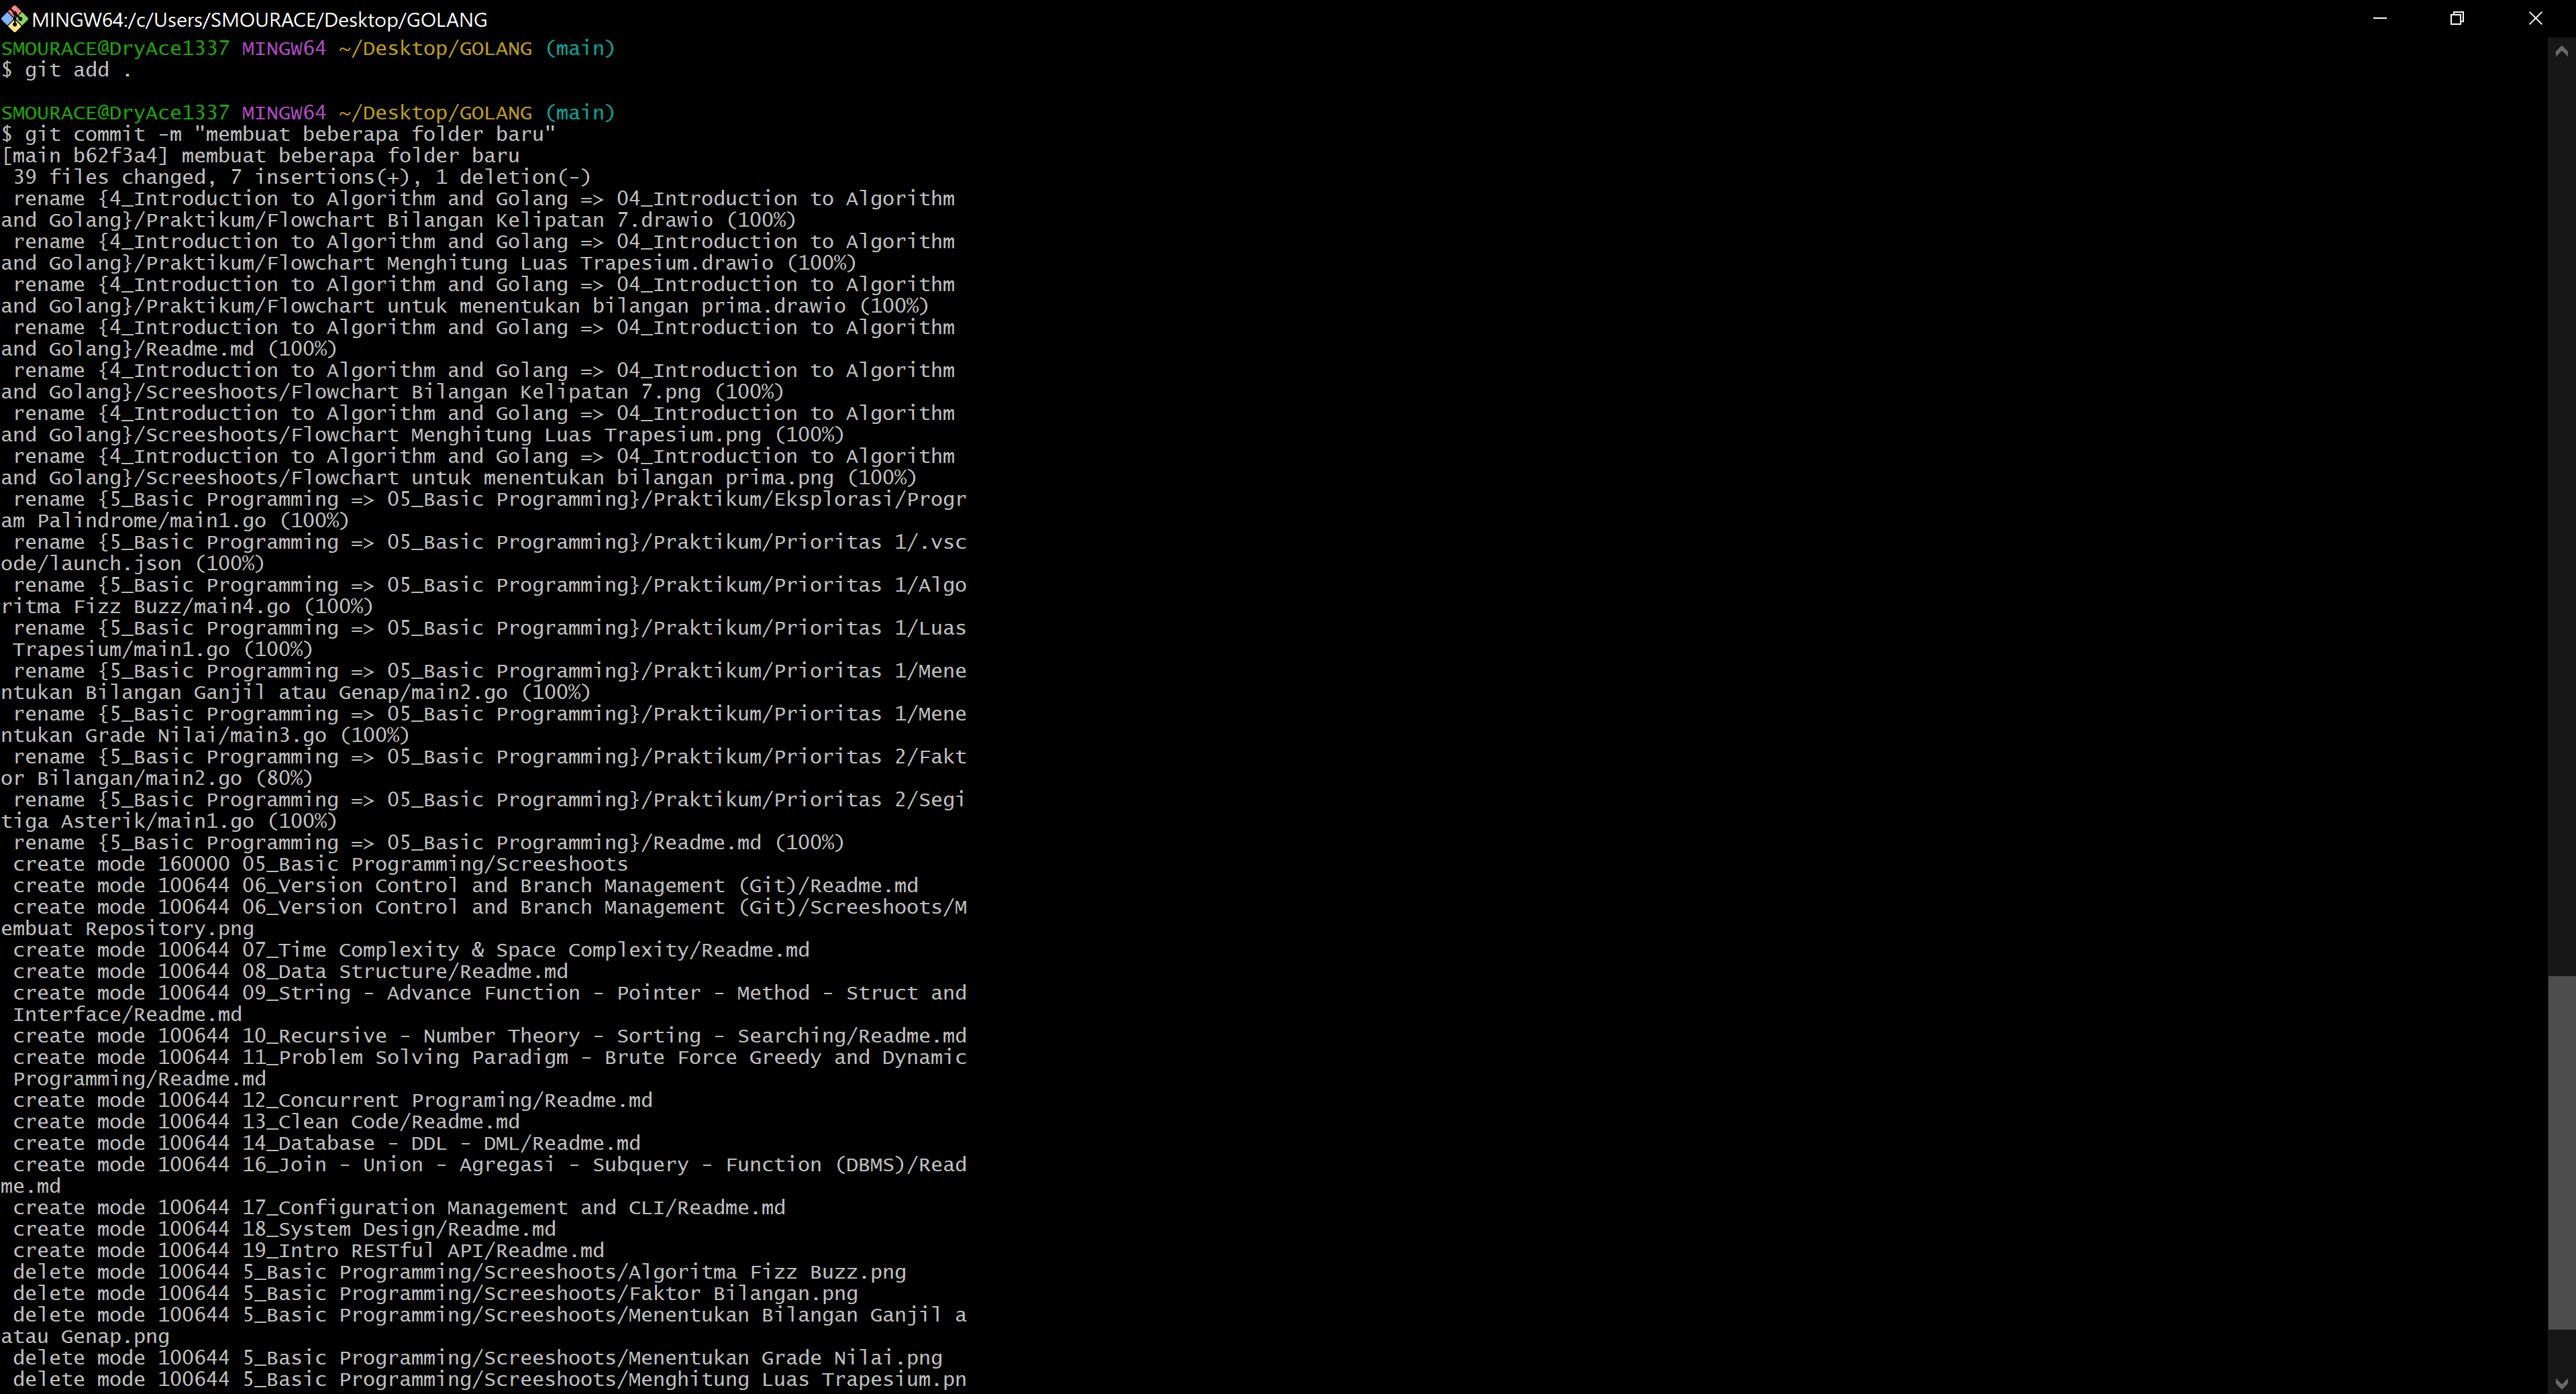 MINGW64:/c/Users/SMOURACE/Desktop/GOLANG
SMOURACE@DryAce1337 MINGW64 ~/Desktop/GOLANG (main)
$ git add .
SMOURACE@DryAce1337 MINGW64 ~/Desktop/GOLANG (main)
$ git commit -m "membuat beberapa folder baru"
[main b62f3a4] membuat beberapa folder baru
 39 files changed, 7 insertions(+), 1 deletion(-)
 rename {4_Introduction to Algorithm and Golang => 04_Introduction to Algorithm
and Golang}/Praktikum/Flowchart Bilangan Kelipatan 7.drawio (100%)
 rename {4_Introduction to Algorithm and Golang => 04_Introduction to Algorithm
and Golang}/Praktikum/Flowchart Menghitung Luas Trapesium.drawio (100%)
 rename {4_Introduction to Algorithm and Golang => 04_Introduction to Algorithm
and Golang}/Praktikum/Flowchart untuk menentukan bilangan prima.drawio (100%)
 rename {4_Introduction to Algorithm and Golang => 04_Introduction to Algorithm
and Golang}/Readme.md (100%)
 rename {4_Introduction to Algorithm and Golang => 04_Introduction to Algorithm
and Golang}/Screeshoots/Flowchart Bilangan Kelipatan 7.png (100%)
 rename {4_Introduction to Algorithm and Golang => 04_Introduction to Algorithm
and Golang}/Screeshoots/Flowchart Menghitung Luas Trapesium.png (100%)
 rename {4_Introduction to Algorithm and Golang => 04_Introduction to Algorithm
and Golang}/Screeshoots/Flowchart untuk menentukan bilangan prima.png (100%)
 rename {5_Basic Programming => 05_Basic Programming}/Praktikum/Eksplorasi/Progr
am Palindrome/main1.go (100%)
 rename {5_Basic Programming => 05_Basic Programming}/Praktikum/Prioritas 1/.vsc
ode/launch.json (100%)
 rename {5_Basic Programming => 05_Basic Programming}/Praktikum/Prioritas 1/Algo
ritma Fizz Buzz/main4.go (100%)
 rename {5_Basic Programming => 05_Basic Programming}/Praktikum/Prioritas 1/Luas
 Trapesium/main1.go (100%)
 rename {5_Basic Programming => 05_Basic Programming}/Praktikum/Prioritas 1/Mene
ntukan Bilangan Ganjil atau Genap/main2.go (100%)
 rename {5_Basic Programming => 05_Basic Programming}/Praktikum/Prioritas 1/Mene
ntukan Grade Nilai/main3.go (100%)
 rename {5_Basic Programming => 05_Basic Programming}/Praktikum/Prioritas 2/Fakt
or Bilangan/main2.go (80%)
 rename {5_Basic Programming => 05_Basic Programming}/Praktikum/Prioritas 2/Segi
tiga Asterik/main1.go (100%)
 rename {5_Basic Programming => 05_Basic Programming}/Readme.md (100%)
 create mode 160000 05_Basic Programming/Screeshoots
 create mode 100644 06_Version Control and Branch Management (Git)/Readme.md
 create mode 100644 06_Version Control and Branch Management (Git)/Screeshoots/M
embuat Repository.png
 create mode 100644 07_Time Complexity & Space Complexity/Readme.md
 create mode 100644 08_Data Structure/Readme.md
 create mode 100644 09_String - Advance Function - Pointer - Method - Struct and
 Interface/Readme.md
 create mode 100644 10_Recursive - Number Theory - Sorting - Searching/Readme.md
 create mode 100644 11_Problem Solving Paradigm - Brute Force Greedy and Dynamic
 Programming/Readme.md
 create mode 100644 12_Concurrent Programing/Readme.md
 create mode 100644 13_Clean Code/Readme.md
 create mode 100644 14_Database - DDL - DML/Readme.md
 create mode 100644 16_Join - Union - Agregasi - Subquery - Function (DBMS)/Read
me.md
 create mode 100644 17_Configuration Management and CLI/Readme.md
 create mode 100644 18_System Design/Readme.md
 create mode 100644 19_Intro RESTful API/Readme.md
 delete mode 100644 5_Basic Programming/Screeshoots/Algoritma Fizz Buzz.png
 delete mode 100644 5_Basic Programming/Screeshoots/Faktor Bilangan.png
 delete mode 100644 5_Basic Programming/Screeshoots/Menentukan Bilangan Ganjil a
atau Genap.png
 delete mode 100644 5_Basic Programming/Screeshoots/Menentukan Grade Nilai.png
 delete mode 100644 5_Basic Programming/Screeshoots/Menghitung Luas Trapesium.pn